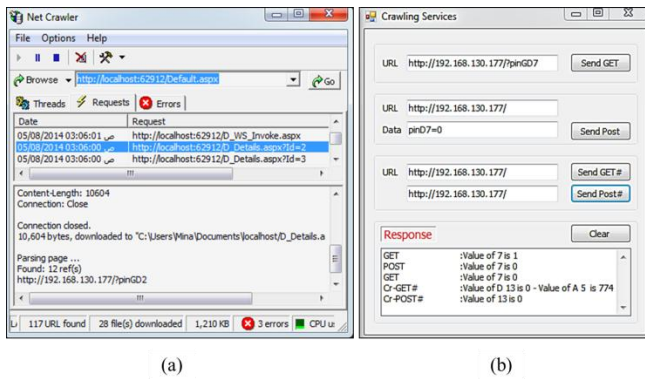 Net Crawler
File Options Help
Browse http://localhost:62912/Default.aspx Go
Threads Requests Errors
Date Request
05/08/2014 03:06:01 ص http://localhost:62912/D_WS_Invoke.aspx
05/08/2014 03:06:00 ص http://localhost:62912/D_Details.aspx?Id=2
05/08/2014 03:06:00 ص http://localhost:62912/D_Details.aspx?Id=3
Content-Length: 10604
Connection: Close
Connection closed.
10,604 bytes, downloaded to "C:\Users\Mina\Documents\localhost/D_Details.a
Parsing page ...
Found: 12 ref(s)
http://192.168.130.177/?pinGD2
117 URL found 28 file(s) downloaded 1,210 KB 3 errors CPU u
(a)
Crawling Services
URL http://192.168.130.177/?pinGD7 Send GET
URL http://192.168.130.177/
Data pinD7=0 Send Post
URL http://192.168.130.177/ Send GET#
http://192.168.130.177/ Send Post#
Response Clear
GET :Value of 7 is 1
POST :Value of 7 is 0
GET :Value of 7 is 0
Cr-GET# :Value of D 13 is 0 - Value of A 5 is 774
Cr-POST# :Value of 13 is 0
(b)